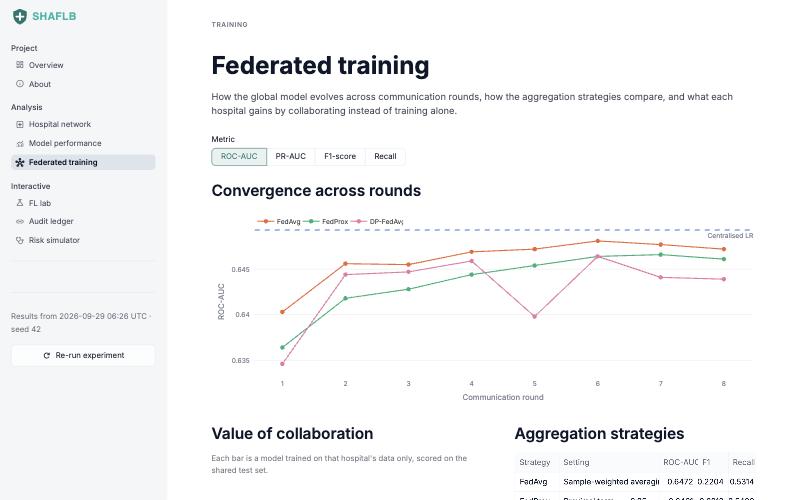 SHAFLB
Project
Overview
About
Analysis
Hospital network
Model performance
Federated training
Interactive
FL lab
Audit ledger
Risk simulator
Results from 2026-09-29 06:26 UTC ·
seed 42
Re-run experiment
TRAINING
Federated training
How the global model evolves across communication rounds, how the aggregation strategies compare, and what each
hospital gains by collaborating instead of training alone.
Metric
ROC-AUC PR-AUC F1-score Recall
Convergence across rounds
FedAvg FedProx DP-FedAvg
Centralised LR
0.645
0.64
0.635
ROC-AUC
1 2 3 4 5 6 7 8
Communication round
Value of collaboration
Each bar is a model trained on that hospital's data only, scored on the
shared test set.
Aggregation strategies
Strategy Setting ROC-AUC F1 Recall
FedAvg Sample-weighted averagi 0.6472 0.2204 0.5314